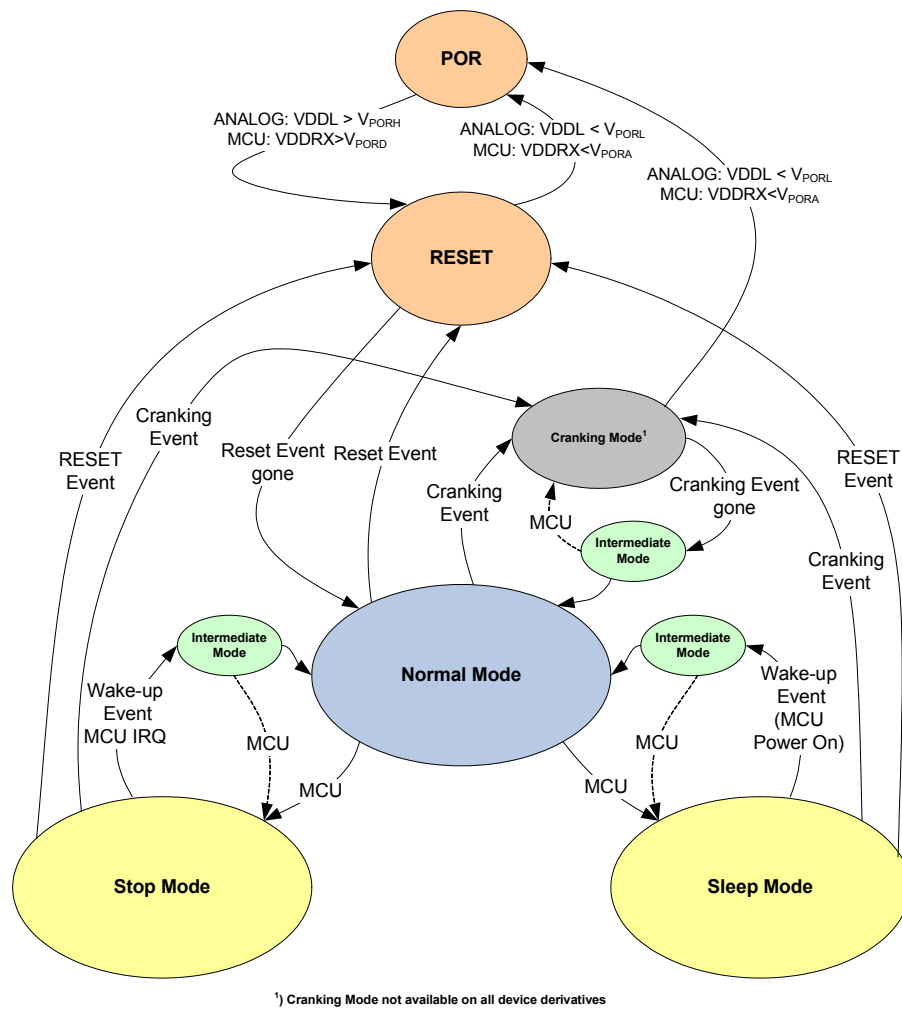 POR
ANALOG: VDDL > VPORH
MCU: VDDRX>VPORD
ANALOG: VDDL < VPORL
MCU: VDDRX<VPORA
ANALOG: VDDL < VPORL
MCU: VDDRX<VPORA
RESET
Cranking
Event
Cranking Mode1
RESET
Event
Reset Event
gone
Reset Event
RESET
Event
Cranking
Event
Cranking Event
gone
MCU
Intermediate
Mode
Cranking
Event
Intermediate
Mode
Intermediate
Mode
Normal Mode
Wake-up
Event
MCU IRQ
Wake-up
Event
(MCU
Power On)
MCU
MCU
MCU
MCU
Stop Mode
Sleep Mode
1) Cranking Mode not available on all device derivatives